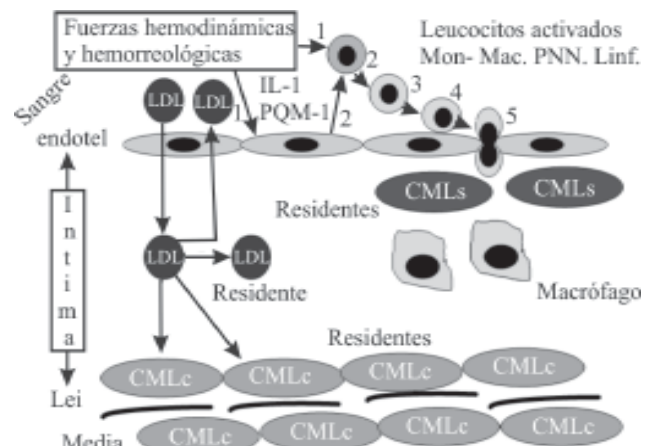 Fuerzas hemodinámicas
y hemorreológicas
1
2
3
4
5
Leucocitos activados
Mon- Mac. PNN. Linf.
Sangre
LDL
LDL
1
IL-1
PQM-1
2
endotel
CMLs
CMLs
Residentes
Intima
LDL
LDL
Residente
Macrófago
Residentes
CMLc
CMLc
CMLc
CMLc
Lei
Media
CMLc
CMLc
CMLc
CMLc